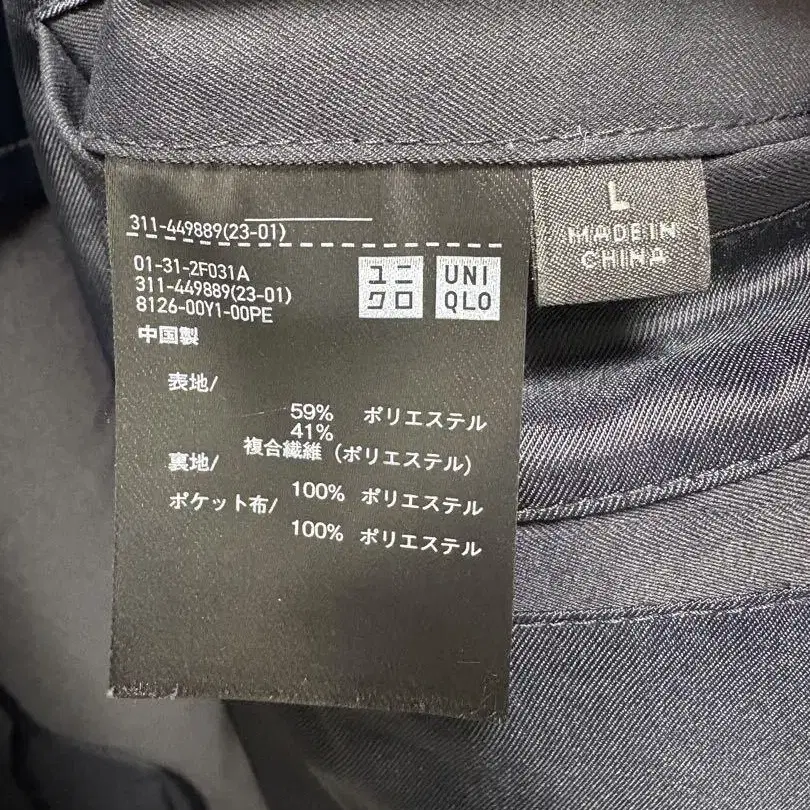 311-449889(23-01)
01-31-2F031A
311-449889(23-01)
8126-00Y1-00PE
中国製
ユニ
クロ
UNI
QLO
表地/
59% ポリエステル
41%
複合繊維 (ポリエステル)
裏地/
100% ポリエステル
ポケット布/
100% ポリエステル
L
MADE IN
CHINA